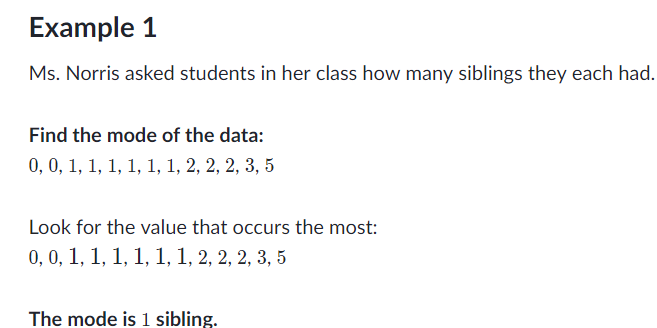 Example 1
Ms. Norris asked students in her class how many siblings they each had.
Find the mode of the data:
0, 0, 1, 1, 1, 1, 1, 1, 2, 2, 2, 3, 5
Look for the value that occurs the most:
0, 0, 1, 1, 1, 1, 1, 1, 2, 2, 2, 3, 5
The mode is 1 sibling.